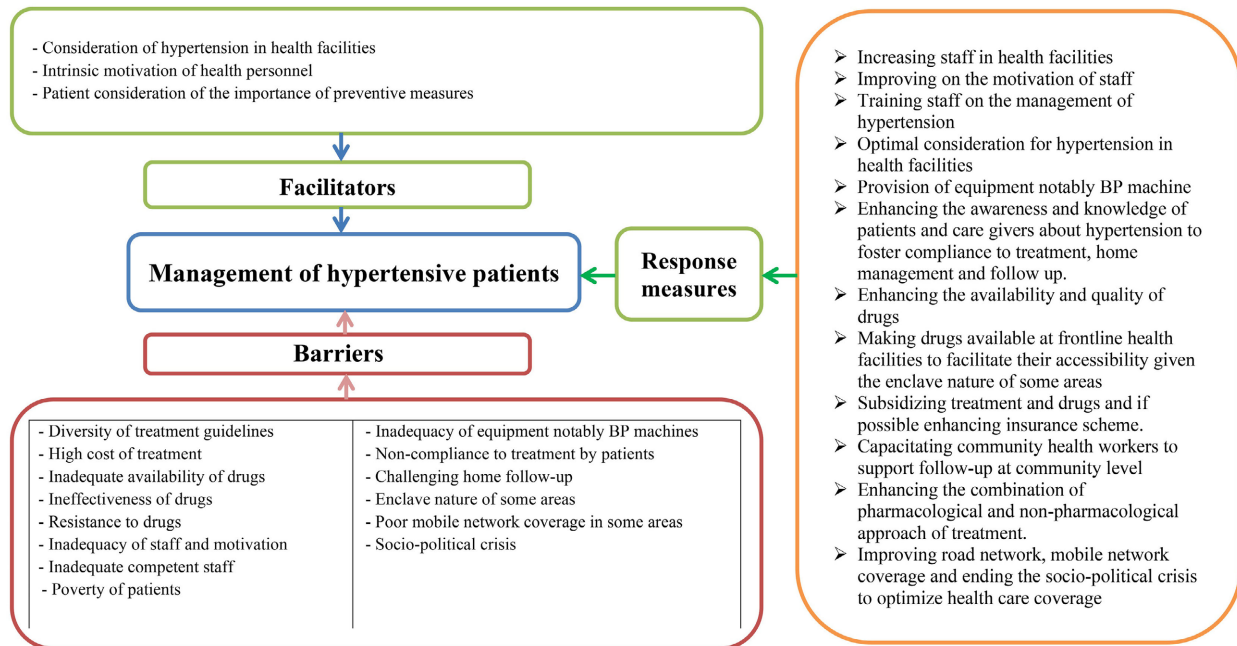 - Consideration of hypertension in health facilities
- Intrinsic motivation of health personnel
- Patient consideration of the importance of preventive measures
Facilitators
Management of hypertensive patients
Response
measures
Barriers
- Diversity of treatment guidelines
- High cost of treatment
- Inadequate availability of drugs
- Ineffectiveness of drugs
- Resistance to drugs
- Inadequacy of staff and motivation
- Inadequate competent staff
- Poverty of patients
- Inadequacy of equipment notably BP machines
- Non-compliance to treatment by patients
- Challenging home follow-up
- Enclave nature of some areas
- Poor mobile network coverage in some areas
- Socio-political crisis
➢ Increasing staff in health facilities
➢ Improving on the motivation of staff
➢ Training staff on the management of
hypertension
➢ Optimal consideration for hypertension in
health facilities
➢ Provision of equipment notably BP machine
➢ Enhancing the awareness and knowledge of
patients and care givers about hypertension to
foster compliance to treatment, home
management and follow up.
➢ Enhancing the availability and quality of
drugs
➢ Making drugs available at frontline health
facilities to facilitate their accessibility given
the enclave nature of some areas
➢ Subsidizing treatment and drugs and if
possible enhancing insurance scheme.
➢ Capacitating community health workers to
support follow-up at community level
➢ Enhancing the combination of
pharmacological and non-pharmacological
approach of treatment.
➢ Improving road network, mobile network
coverage and ending the socio-political crisis
to optimize health care coverage